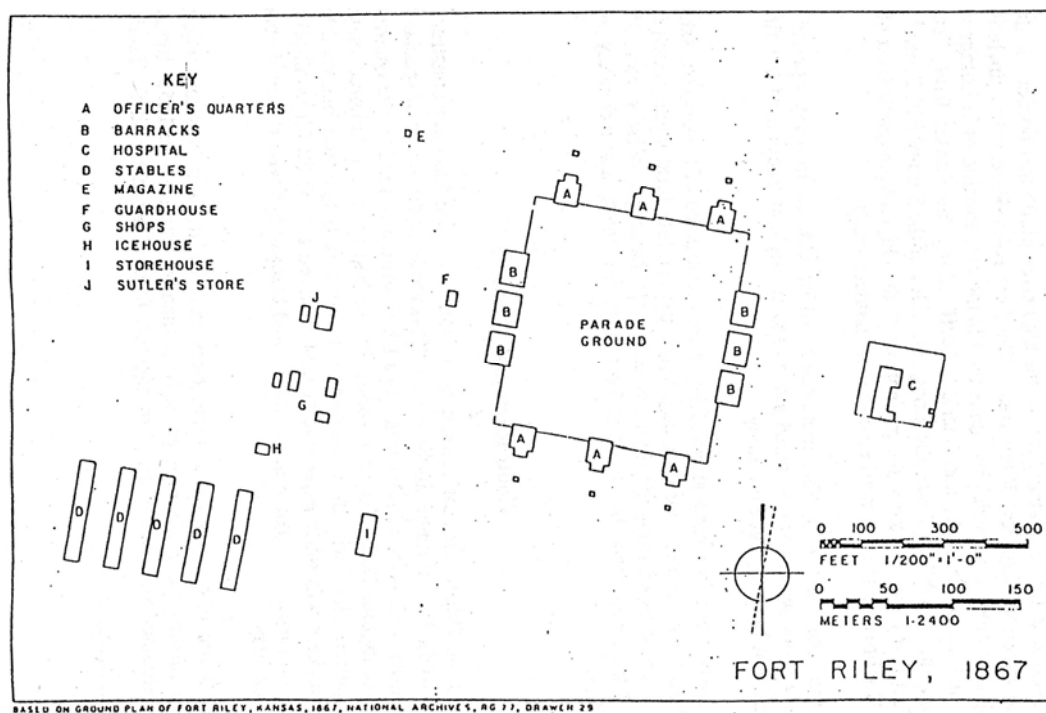 KEY
A OFFICER'S QUARTERS
B BARRACKS
C HOSPITAL
D STABLES
E MAGAZINE
F GUARDHOUSE
G SHOPS
H ICEHOUSE
I STOREHOUSE
J SUTLER'S STORE
E
A
A
A
B
B
B
F
J
PARADE
GROUND
B
B
B
C
G
H
A
A
A
D
D
D
D
D
I
0 100 300 500
FEET 1/200"=1'-0"
0 50 100 150
METERS 1-2400
FORT RILEY, 1867
BASED ON GROUND PLAN OF FORT RILEY, KANSAS, 1867, NATIONAL ARCHIVES, RG 77, DRAWER 29